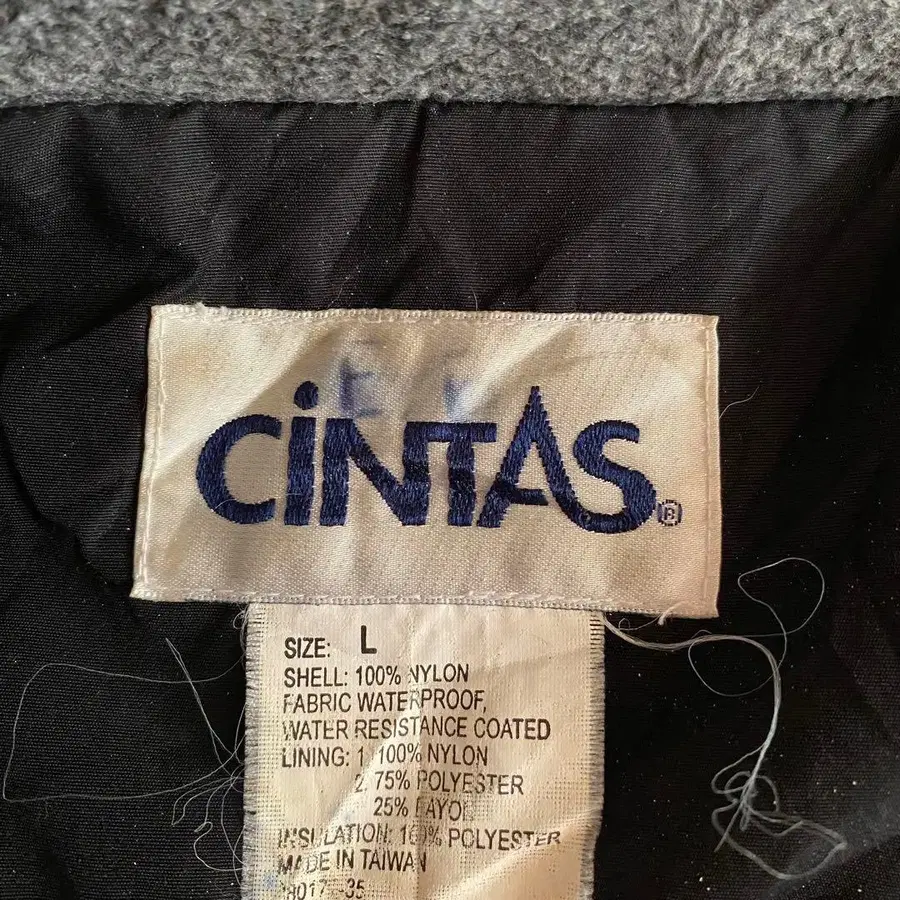 E F
CiNTAS®
SIZE: L
SHELL: 100% NYLON
FABRIC WATERPROOF,
WATER RESISTANCE COATED
LINING: 1. 100% NYLON
2. 75% POLYESTER
25% RAYON
INSULATION: 100% POLYESTER
MADE IN TAIWAN